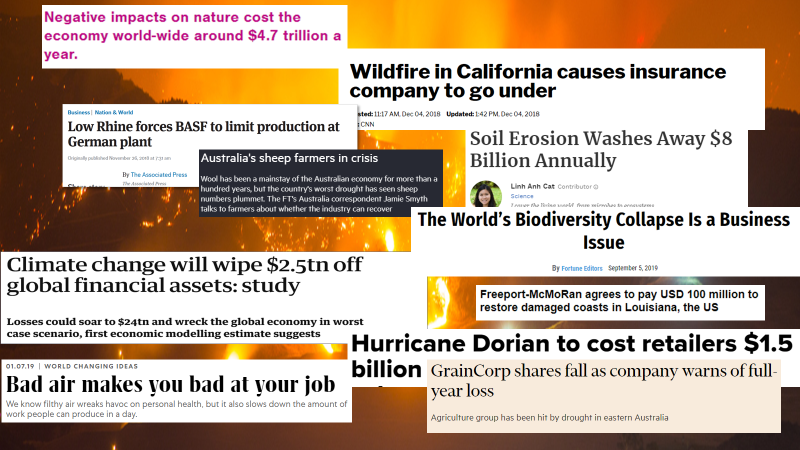 Negative impacts on nature cost the
economy world-wide around $4.7 trillion a
year.
Wildfire in California causes insurance
company to go under
sted: 11:17 AM, Dec 04, 2018 Updated: 1:42 PM, Dec 04, 2018
CNN
Business | Nation & World
Low Rhine forces BASF to limit production at
German plant
Originally published November 26, 2018 at 7:31 am
By The Associated Press
The Associated Press
Australia's sheep farmers in crisis
Wool has been a mainstay of the Australian economy for more than a
hundred years, but the country's worst drought has seen sheep
numbers plummet. The FT's Australia correspondent Jamie Smyth
talks to farmers about whether the industry can recover
Soil Erosion Washes Away $8
Billion Annually
Linh Anh Cat Contributor
Science
The World's Biodiversity Collapse Is a Business
Issue
By Fortune Editors September 5, 2019
Climate change will wipe $2.5tn off
global financial assets: study
Losses could soar to $24tn and wreck the global economy in worst
case scenario, first economic modelling estimate suggests
Freeport-McMoRan agrees to pay USD 100 million to
restore damaged coasts in Louisiana, the US
Hurricane Dorian to cost retailers $1.5
billion
01.07.19 | WORLD CHANGING IDEAS
Bad air makes you bad at your job
We know filthy air wreaks havoc on personal health, but it also slows down the amount of
work people can produce in a day.
GrainCorp shares fall as company warns of full-
year loss
Agriculture group has been hit by drought in eastern Australia